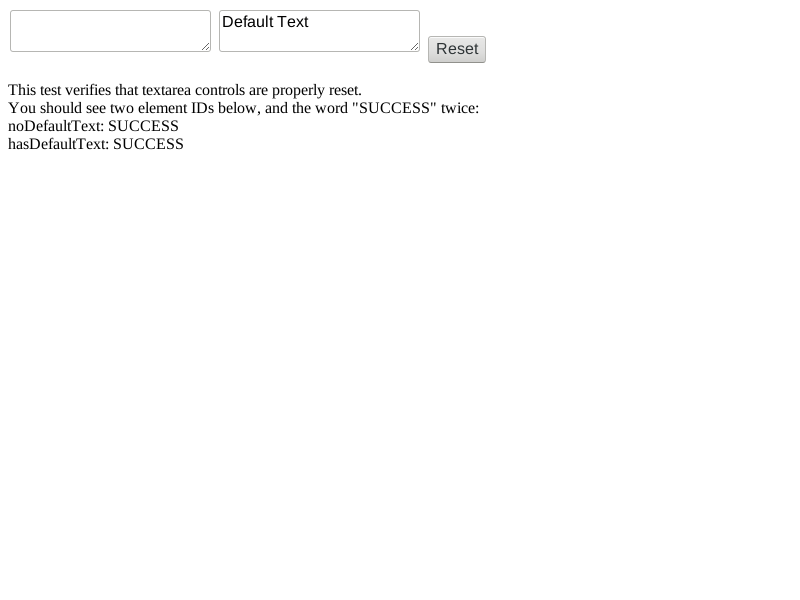 Default Text
Reset
This test verifies that textarea controls are properly reset.
You should see two element IDs below, and the word "SUCCESS" twice:
noDefaultText: SUCCESS
hasDefaultText: SUCCESS